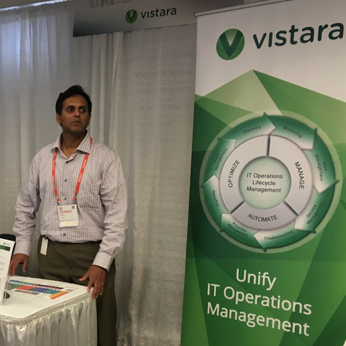 vistara
vistara
OPTIMIZE
MANAGE
IT Operations
Lifecycle
Management
AUTOMATE
Unify
IT Operations
Management